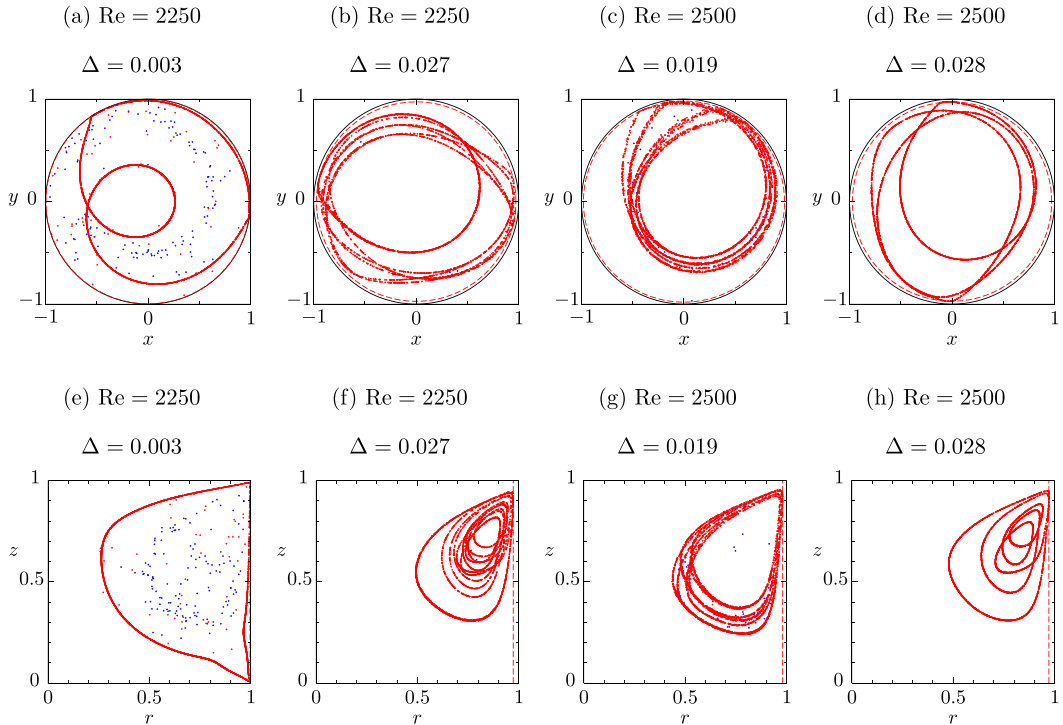 (a) Re = 2250 (b) Re = 2250 (c) Re = 2500 (d) Re = 2500
Δ = 0.003 Δ = 0.027 Δ = 0.019 Δ = 0.028
1 1 1 1
y 0 y 0 y 0 y 0
−1 −1 −1 −1
−1 0 1 −1 0 1 −1 0 1 −1 0 1
x x x x
(e) Re = 2250 (f) Re = 2250 (g) Re = 2500 (h) Re = 2500
Δ = 0.003 Δ = 0.027 Δ = 0.019 Δ = 0.028
1 1 1 1
z z z z
0.5 0.5 0.5 0.5
0 0 0 0
0 0.5 1 0 0.5 1 0 0.5 1 0 0.5 1
r r r r